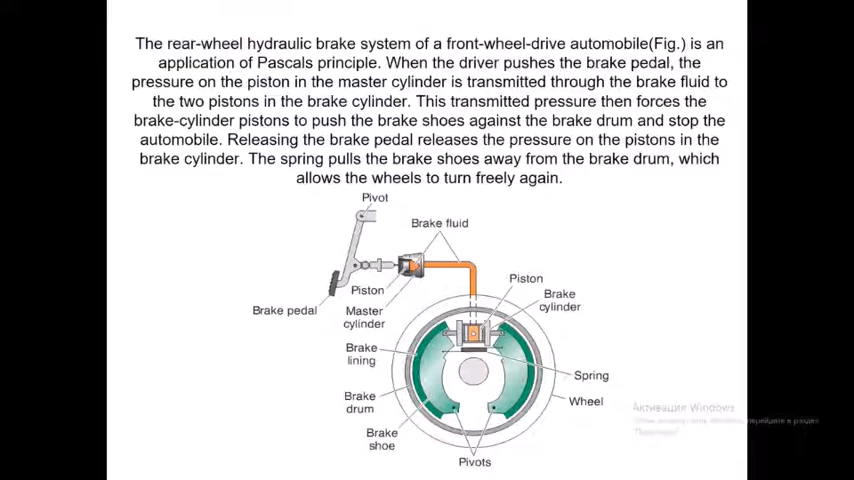 The rear-wheel hydraulic brake system of a front-wheel-drive automobile(Fig.) is an
application of Pascals principle. When the driver pushes the brake pedal, the
pressure on the piston in the master cylinder is transmitted through the brake fluid to
the two pistons in the brake cylinder. This transmitted pressure then forces the
brake-cylinder pistons to push the brake shoes against the brake drum and stop the
automobile. Releasing the brake pedal releases the pressure on the pistons in the
brake cylinder. The spring pulls the brake shoes away from the brake drum, which
allows the wheels to turn freely again.
Pivot
Brake fluid
Piston
Brake
cylinder
Piston
Brake pedal
Master
cylinder
Brake
lining
Spring
Brake
drum
Wheel
Brake
shoe
Pivots
Активация Windows
перейдите в раздел